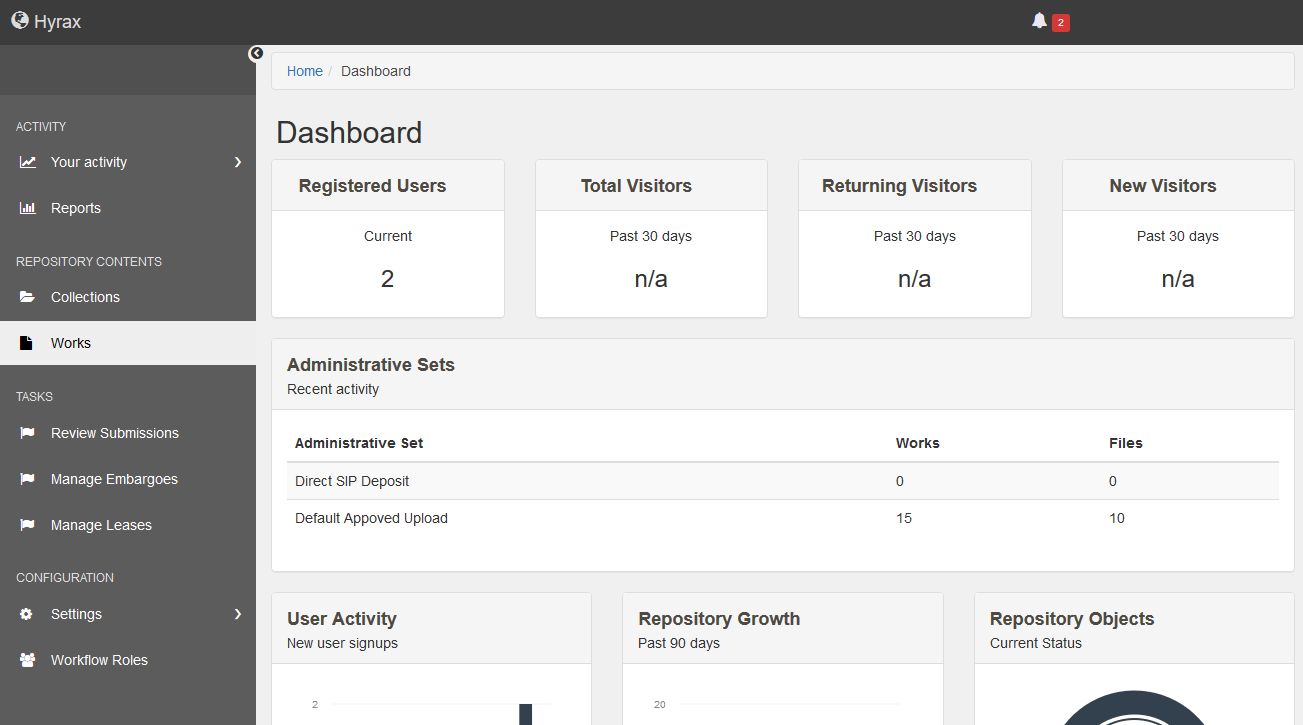 Hyrax
2
Home / Dashboard
ACTIVITY
Your activity
Reports
REPOSITORY CONTENTS
Collections
Works
TASKS
Review Submissions
Manage Embargoes
Manage Leases
CONFIGURATION
Settings
Workflow Roles
Dashboard
Registered Users
Current
2
Total Visitors
Past 30 days
n/a
Returning Visitors
Past 30 days
n/a
New Visitors
Past 30 days
n/a
Administrative Sets
Recent activity
Administrative Set Works Files
Direct SIP Deposit 0 0
Default Appoved Upload 15 10
User Activity
New user signups
2
Repository Growth
Past 90 days
20
Repository Objects
Current Status